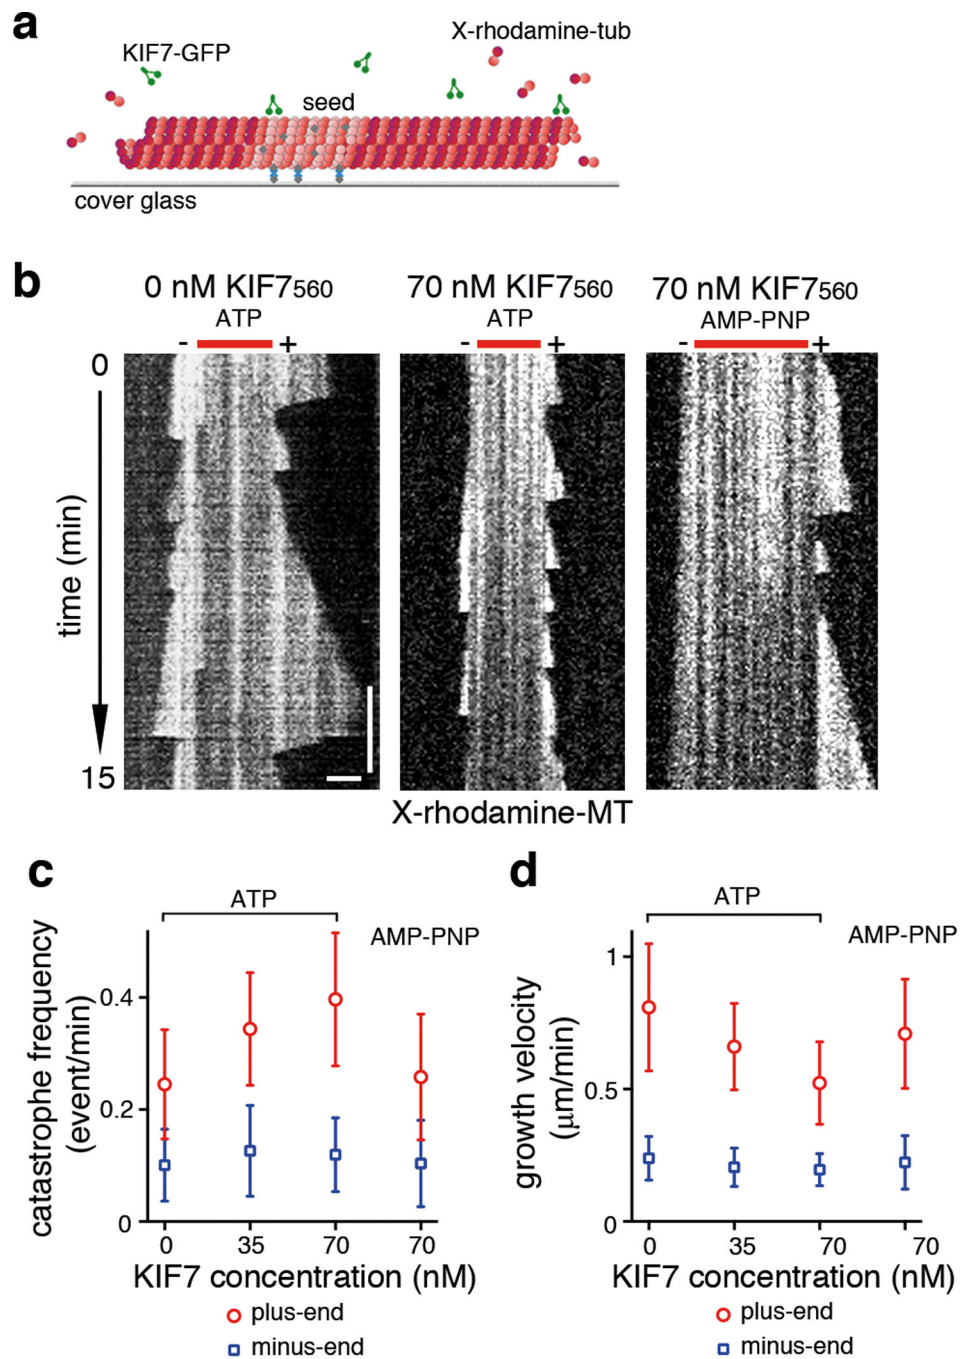 a
X-rhodamine-tub
KIF7-GFP
seed
cover glass
b
0 nM KIF7560
ATP
- +
70 nM KIF7560
ATP
- +
70 nM KIF7560
AMP-PNP
- +
0
time (min)
15
X-rhodamine-MT
c
ATP
AMP-PNP
catastrophe frequency
(event/min)
0.4
0.2
0
0 35 70 70
KIF7 concentration (nM)
plus-end
minus-end
d
ATP
AMP-PNP
growth velocity
(μm/min)
1
0.5
0
0 35 70 70
KIF7 concentration (nM)
plus-end
minus-end